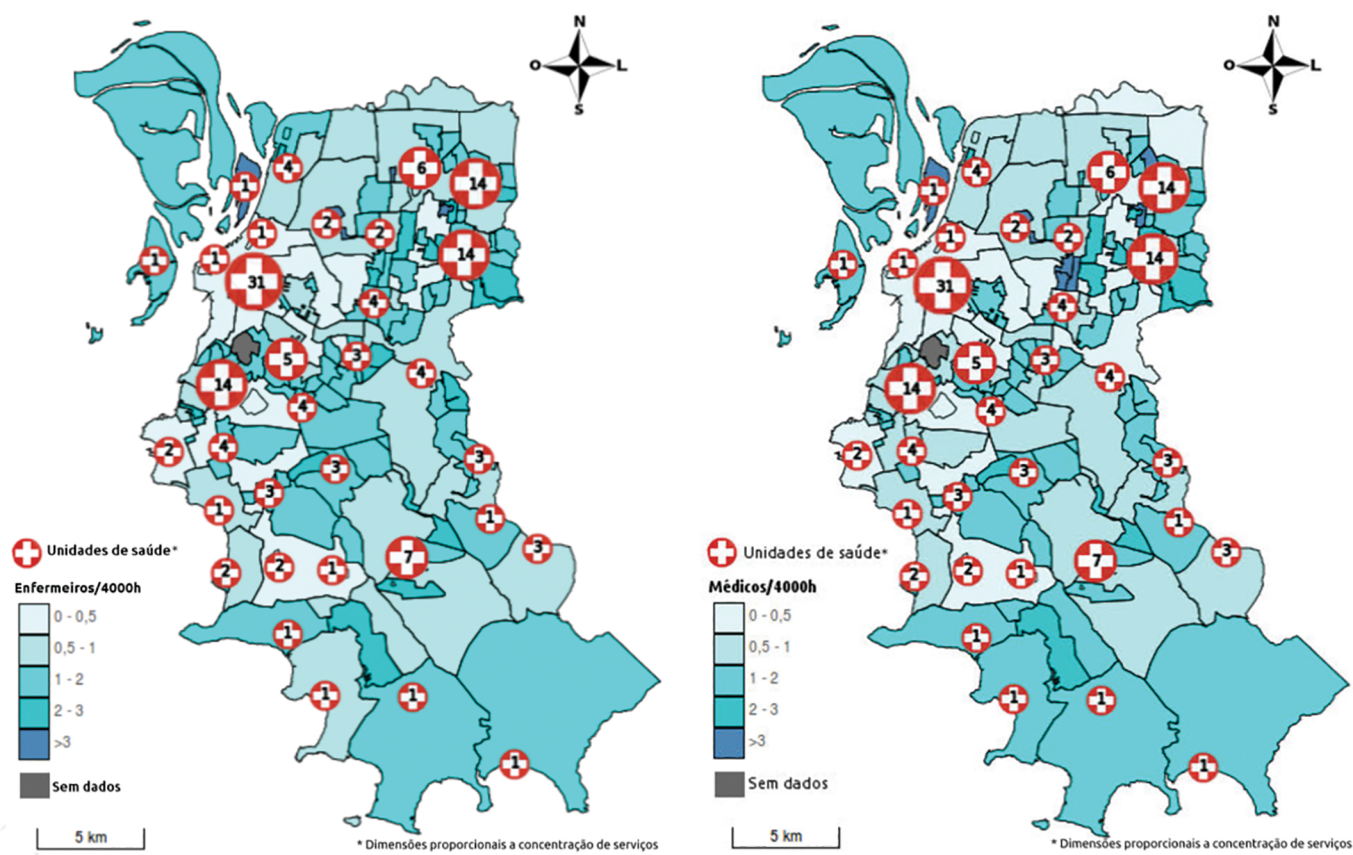 N
O L
S
4
1
6
14
2
1
2
1
1
14
31
4
5
3
14
4
4
2
4
3
3
3
1
1
3
2
2
1
7
1
1
1
1
Unidades de saúde*
Enfermeiros/4000h
0 - 0,5
0,5 - 1
1 - 2
2 - 3
>3
Sem dados
5 km
* Dimensões proporcionais a concentração de serviços
N
O L
S
4
1
6
14
2
1
2
1
1
14
31
4
5
3
14
4
4
2
4
3
3
3
1
1
3
2
2
1
7
1
1
1
1
Unidades de saúde*
Médicos/4000h
0 - 0,5
0,5 - 1
1 - 2
2 - 3
>3
Sem dados
5 km
* Dimensões proporcionais a concentração de serviços